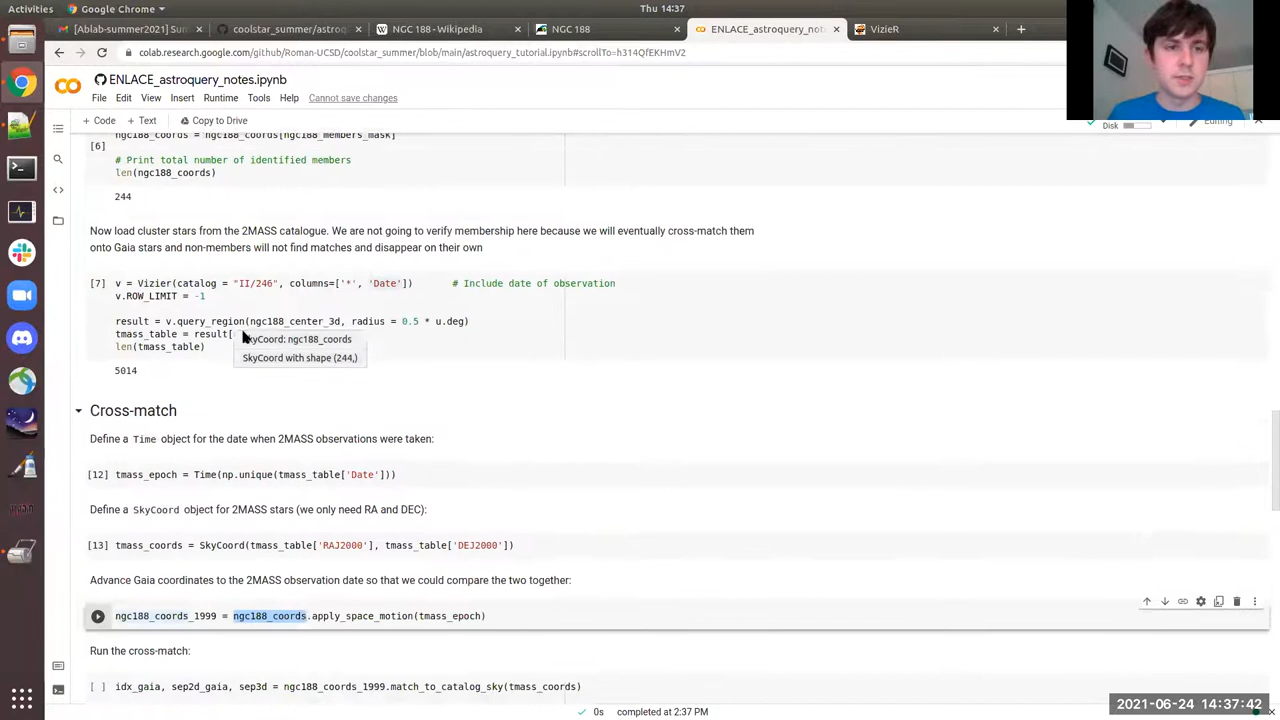 Activities
Google Chrome
Thu 14:37
[Ablab-summer2021] Sum
coolstar_summer/astroq
NGC 188 - Wikipedia
NGC 188
ENLACE_astroquery_not
VizieR
colab.research.google.com/github/Roman-UCSD/coolstar_summer/blob/main/astroquery_tutorial.ipynb#scrollTo=h314QfEKHmV2
ENLACE_astroquery_notes.ipynb
File Edit View Insert Runtime Tools Help Cannot save changes
+ Code + Text Copy to Drive
Disk
Editing
ngc188_coords = ngc188_coords[ngc188_members_mask]
[6]
# Print total number of identified members
len(ngc188_coords)
244
Now load cluster stars from the 2MASS catalogue. We are not going to verify membership here because we will eventually cross-match them
onto Gaia stars and non-members will not find matches and disappear on their own
[7] v = Vizier(catalog = "II/246", columns=['*', 'Date']) # Include date of observation
v.ROW_LIMIT = -1
result = v.query_region(ngc188_center_3d, radius = 0.5 * u.deg)
tmass_table = result[
SkyCoord: ngc188_coords
len(tmass_table)
SkyCoord with shape (244,)
5014
Cross-match
Define a Time object for the date when 2MASS observations were taken:
[12] tmass_epoch = Time(np.unique(tmass_table['Date']))
Define a SkyCoord object for 2MASS stars (we only need RA and DEC):
[13] tmass_coords = SkyCoord(tmass_table['RAJ2000'], tmass_table['DEJ2000'])
Advance Gaia coordinates to the 2MASS observation date so that we could compare the two together:
ngc188_coords_1999 = ngc188_coords.apply_space_motion(tmass_epoch)
Run the cross-match:
[ ] idx_gaia, sep2d_gaia, sep3d = ngc188_coords_1999.match_to_catalog_sky(tmass_coords)
0s completed at 2:37 PM
2021-06-24 14:37:42